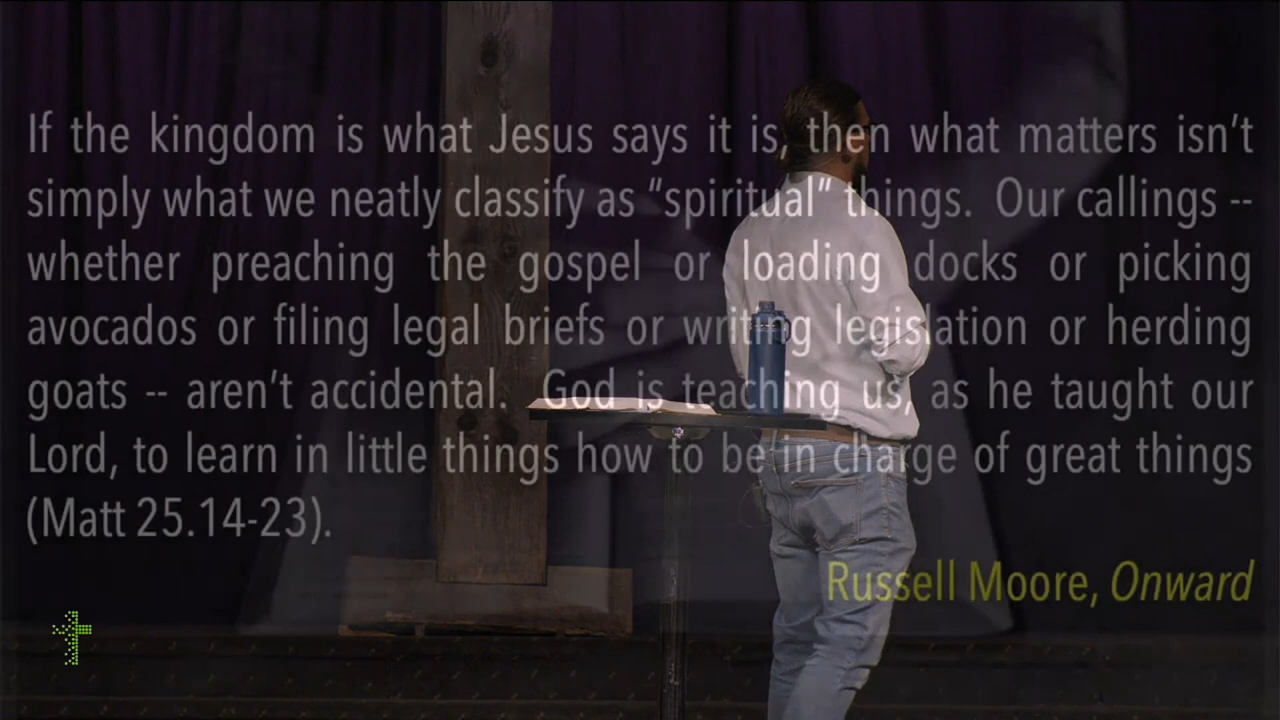 If the kingdom is what Jesus says it is, then what matters isn’t
simply what we neatly classify as “spiritual” things.  Our callings --
whether preaching the gospel or loading docks or picking
avocados or filing legal briefs or writing legislation or herding
goats -- aren’t accidental.  God is teaching us, as he taught our
Lord, to learn in little things how to be in charge of great things
(Matt 25.14-23).
Russell Moore, Onward